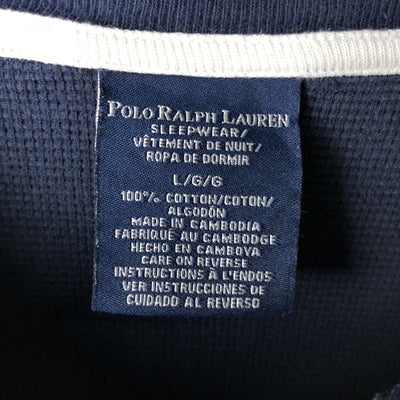 POLO RALPH LAUREN
SLEEPWEAR/
VÊTEMENT DE NUIT/
ROPA DE DORMIR
L/G/G
100% COTTON/COTON/
ALGODÓN
MADE IN CAMBODIA
FABRIQUÉ AU CAMBODGE
HECHO EN CAMBOYA
CARE ON REVERSE
INSTRUCTIONS À L'ENDOS
VER INSTRUCCIONES DE
CUIDADO AL REVERSO